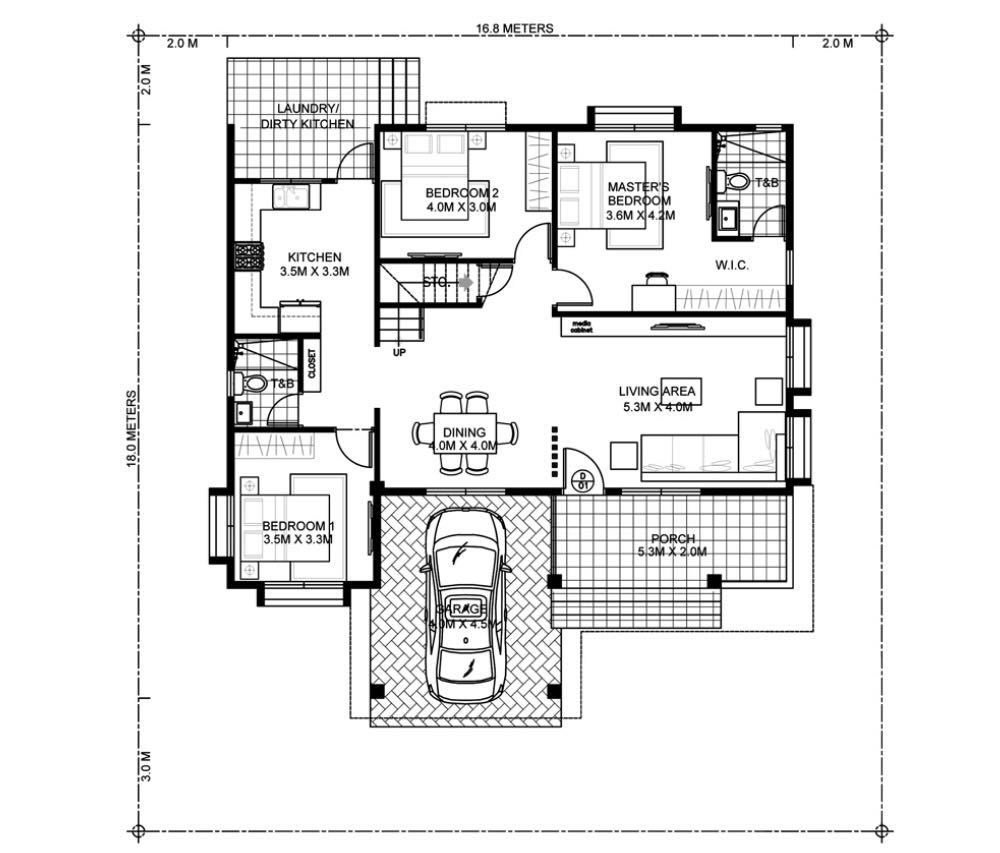 16.8 METERS
2.0 M
2.0 M
2.0 M
LAUNDRY/
DIRTY KITCHEN
BEDROOM 2
4.0M X 3.0M
MASTER'S
BEDROOM
3.6M X 4.2M
T&B
W.I.C.
KITCHEN
3.5M X 3.3M
STO.
UP
media
cabinet
CLOSET
T&B
LIVING AREA
5.3M X 4.0M
18.0 METERS
DINING
4.0M X 4.0M
D
01
BEDROOM 1
3.5M X 3.3M
PORCH
5.3M X 2.0M
GARAGE
4.0M X 4.5M
3.0 M